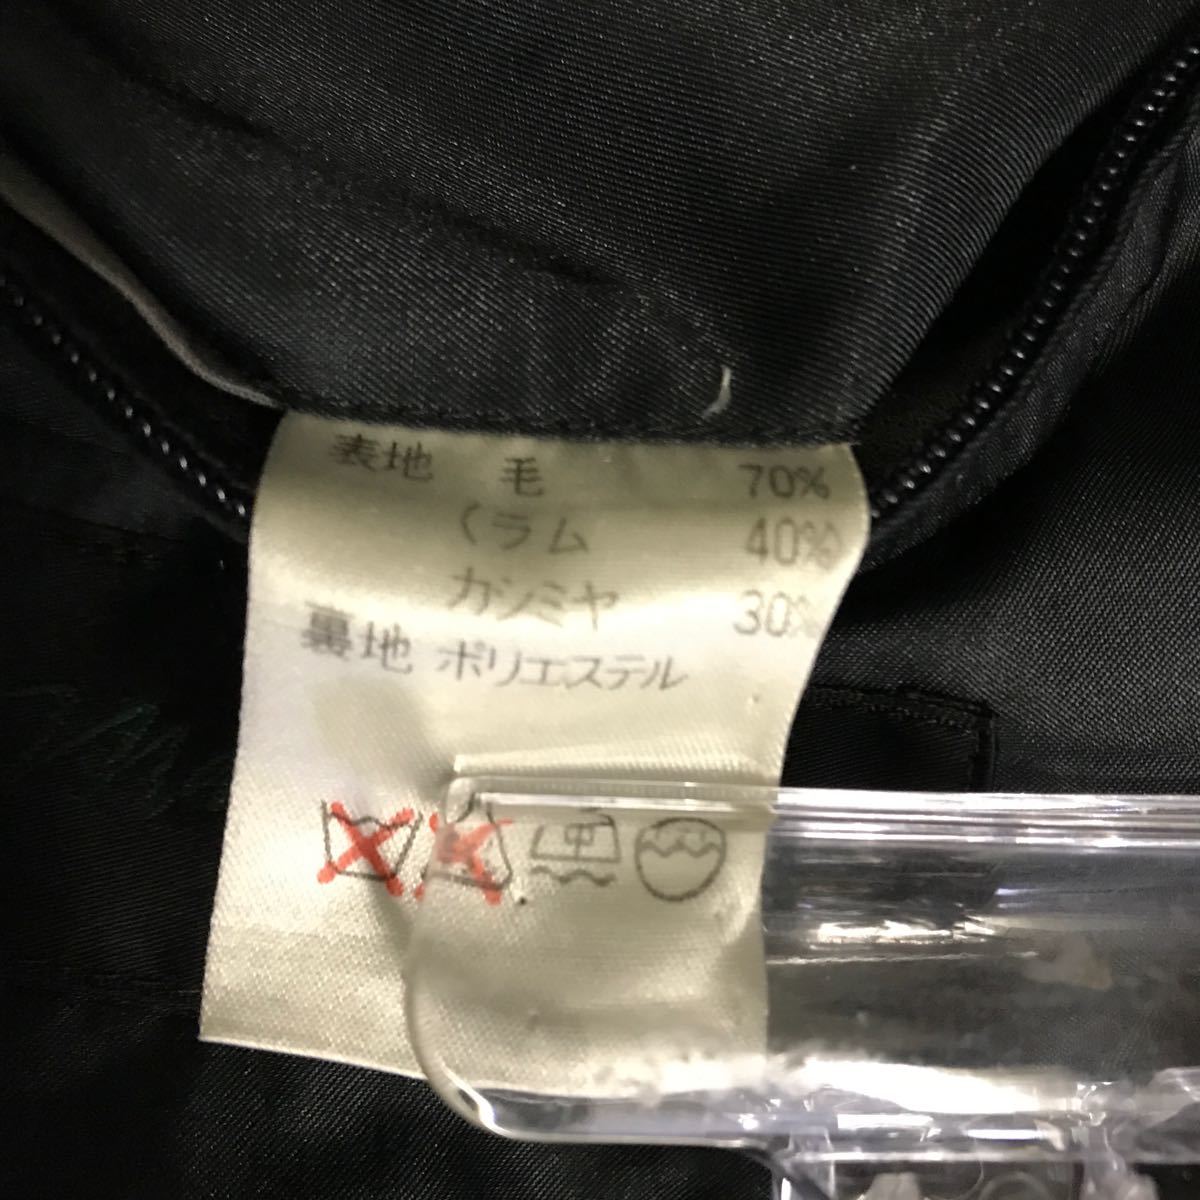 表地 毛 70%
(ラム 40%)
カシミヤ 30%
裏地 ポリエステル
中